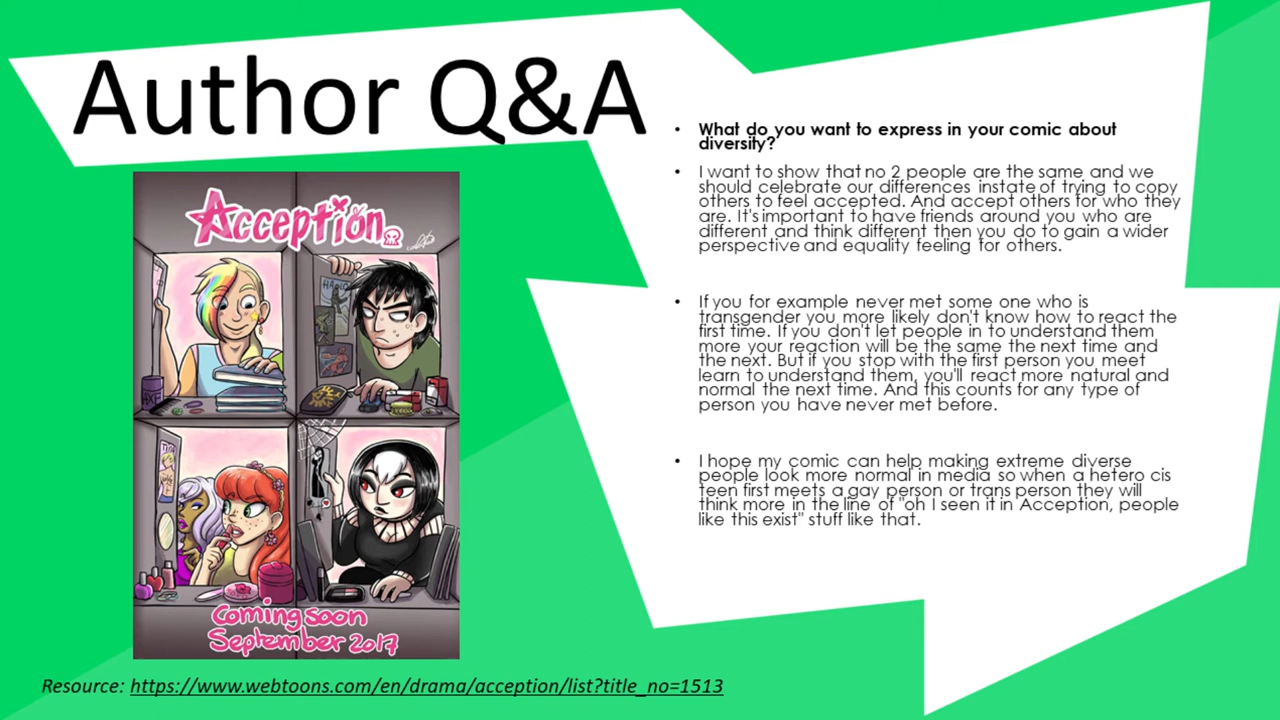 Author Q&A
• What do you want to express in your comic about
diversity?
• I want to show that no 2 people are the same and we
should celebrate our differences instate of trying to copy
others to feel accepted. And accept others for who they
are. It's important to have friends around you who are
different and think different then you do to gain a wider
perspective and equality feeling for others.
• If you for example never met some one who is
transgender you more likely don't know how to react the
first time. If you don't let people in to understand them
more your reaction will be the same the next time and
the next. But if you stop with the first person you meet
learn to understand them, you'll react more natural and
normal the next time. And this counts for any type of
person you have never met before.
• I hope my comic can help making extreme diverse
people look more normal in media so when a hetero cis
teen first meets a gay person or trans person they will
think more in the line of "oh I seen it in Acception, people
like this exist" stuff like that.
Acception
AXE
Coming soon
September 2017
Resource: https://www.webtoons.com/en/drama/acception/list?title_no=1513